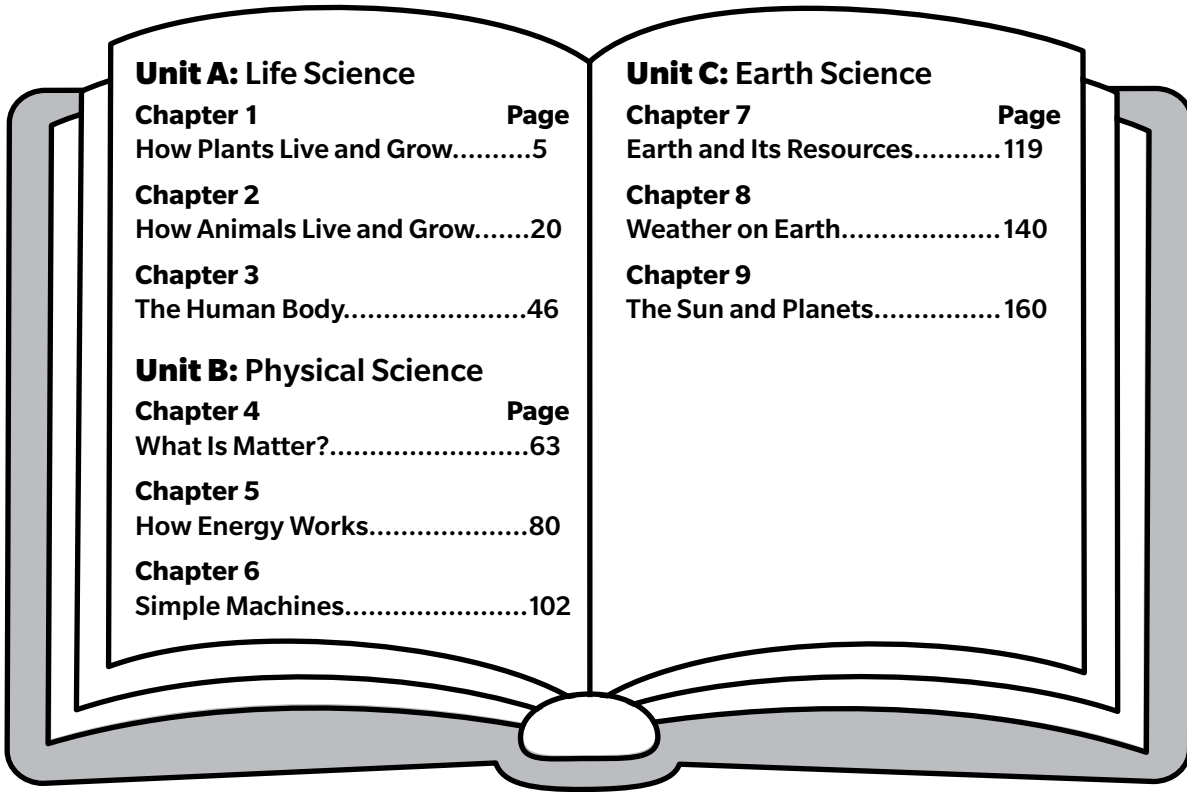 Unit A: Life Science
Chapter 1 Page
How Plants Live and Grow..........5
Chapter 2
How Animals Live and Grow.......20
Chapter 3
The Human Body.......................46
Unit B: Physical Science
Chapter 4 Page
What Is Matter?.........................63
Chapter 5
How Energy Works....................80
Chapter 6
Simple Machines.......................102
Unit C: Earth Science
Chapter 7 Page
Earth and Its Resources...........119
Chapter 8
Weather on Earth....................140
Chapter 9
The Sun and Planets................160